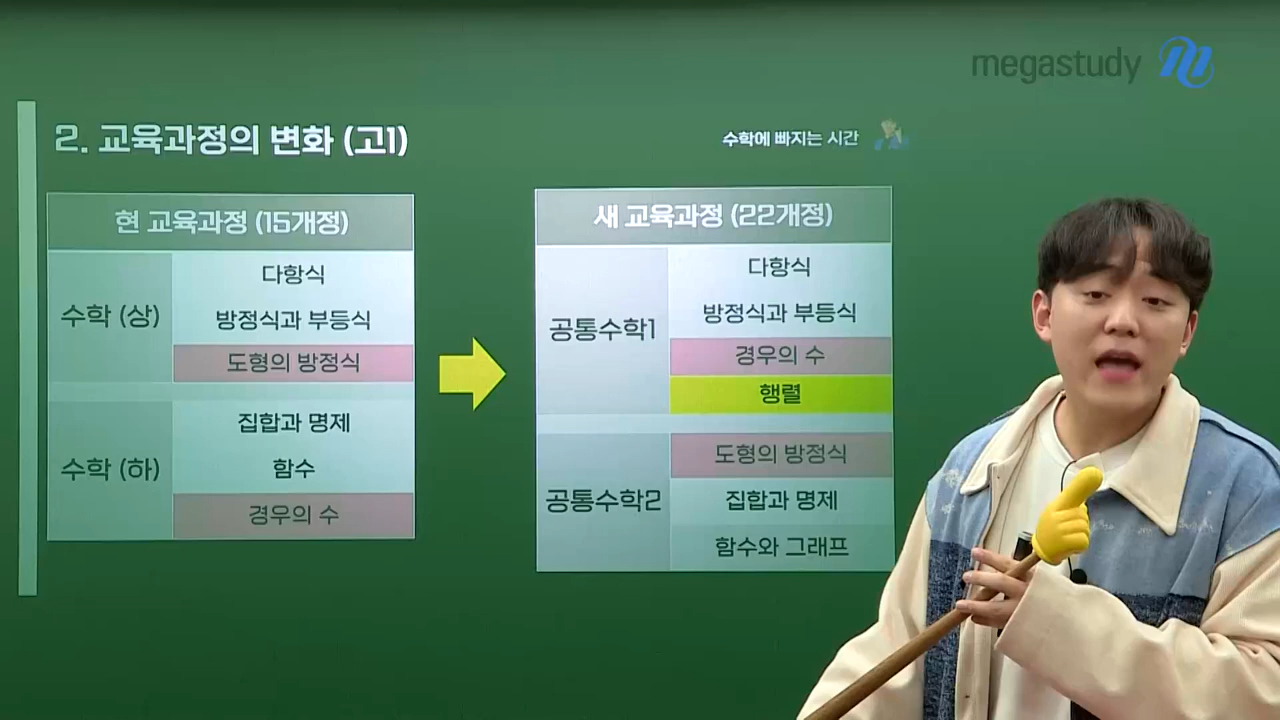 megastudy
2. 교육과정의 변화 (고1)
수학에 빠지는 시간
현 교육과정 (15개정)
수학 (상)
다항식
방정식과 부등식
도형의 방정식
수학 (하)
집합과 명제
함수
경우의 수
새 교육과정 (22개정)
공통수학1
다항식
방정식과 부등식
경우의 수
행렬
공통수학2
도형의 방정식
집합과 명제
함수와 그래프